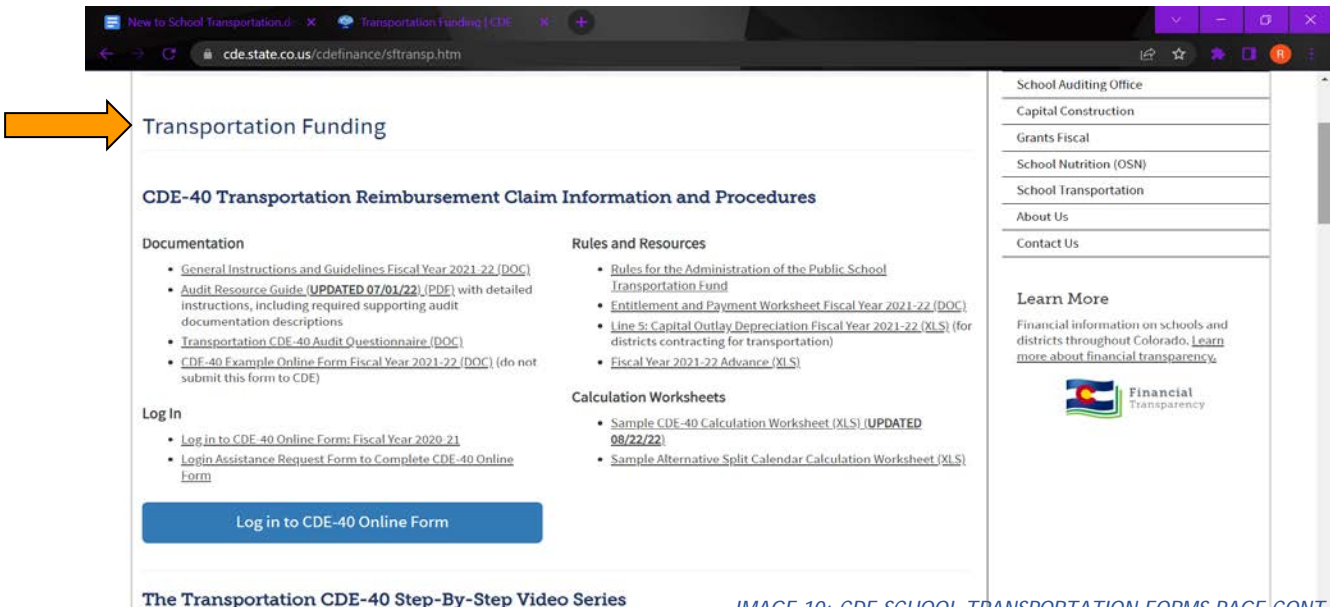 New to School Transportation.d
Transportation Funding | CDE
cde.state.co.us/cdefinance/sftransp.htm
R
Transportation Funding
CDE-40 Transportation Reimbursement Claim Information and Procedures
Documentation
• General Instructions and Guidelines Fiscal Year 2021-22 (DOC)
• Audit Resource Guide (UPDATED 07/01/22) (PDF) with detailed
instructions, including required supporting audit
documentation descriptions
• Transportation CDE-40 Audit Questionnaire (DOC)
• CDE-40 Example Online Form Fiscal Year 2021-22 (DOC) (do not
submit this form to CDE)
Log In
• Log in to CDE-40 Online Form: Fiscal Year 2020-21
• Login Assistance Request Form to Complete CDE-40 Online
Form
Log in to CDE-40 Online Form
Rules and Resources
• Rules for the Administration of the Public School
Transportation Fund
• Entitlement and Payment Worksheet Fiscal Year 2021-22 (DOC)
• Line 5: Capital Outlay Depreciation Fiscal Year 2021-22 (XLS) (for
districts contracting for transportation)
• Fiscal Year 2021-22 Advance (XLS)
Calculation Worksheets
• Sample CDE-40 Calculation Worksheet (XLS) (UPDATED
08/22/22)
• Sample Alternative Split Calendar Calculation Worksheet (XLS)
The Transportation CDE-40 Step-By-Step Video Series
School Auditing Office
Capital Construction
Grants Fiscal
School Nutrition (OSN)
School Transportation
About Us
Contact Us
Learn More
Financial information on schools and
districts throughout Colorado. Learn
more about financial transparency.
Financial
Transparency
IMAGE 10: CDE SCHOOL TRANSPORTATION FORMS PAGE CONT